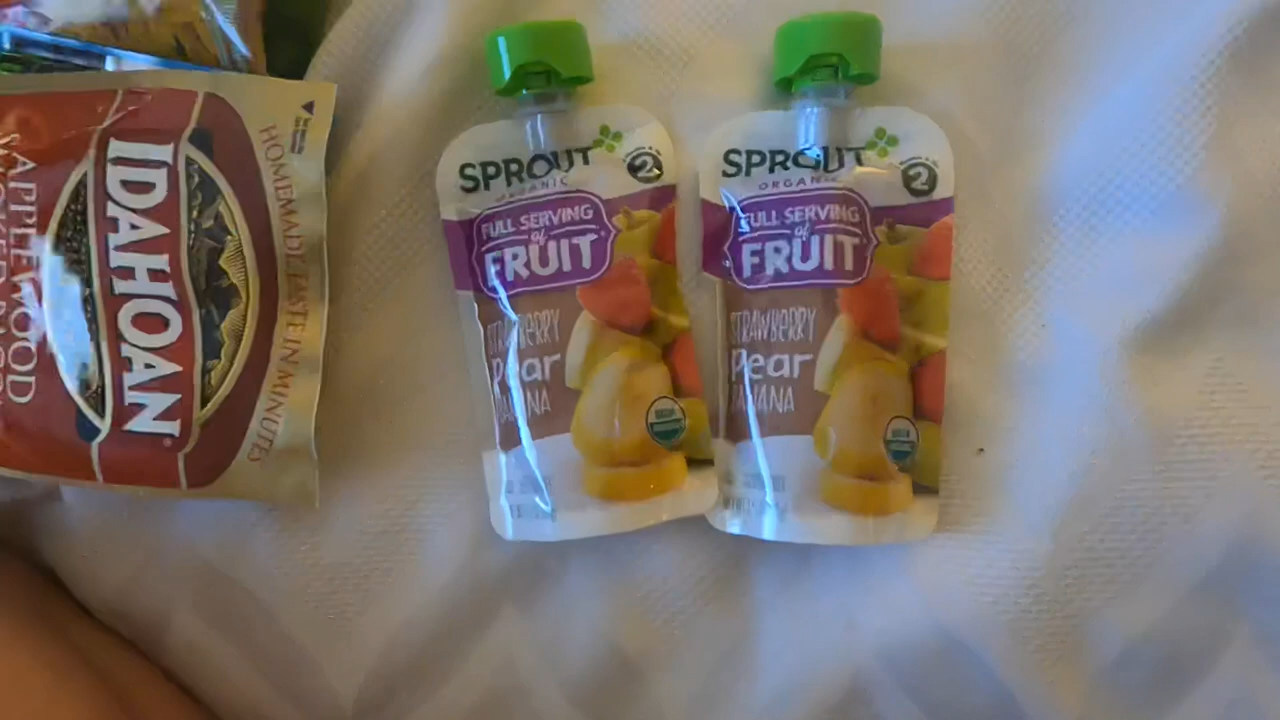 IDAHOAN®
HOMEMADE TASTE IN MINUTES
APPLEWOOD
SPROUT
ORGANIC
2
FULL SERVING
of
FRUIT
STRAWBERRY
Pear
BANANA
SPROUT
ORGANIC
2
FULL SERVING
of
FRUIT
STRAWBERRY
Pear
BANANA